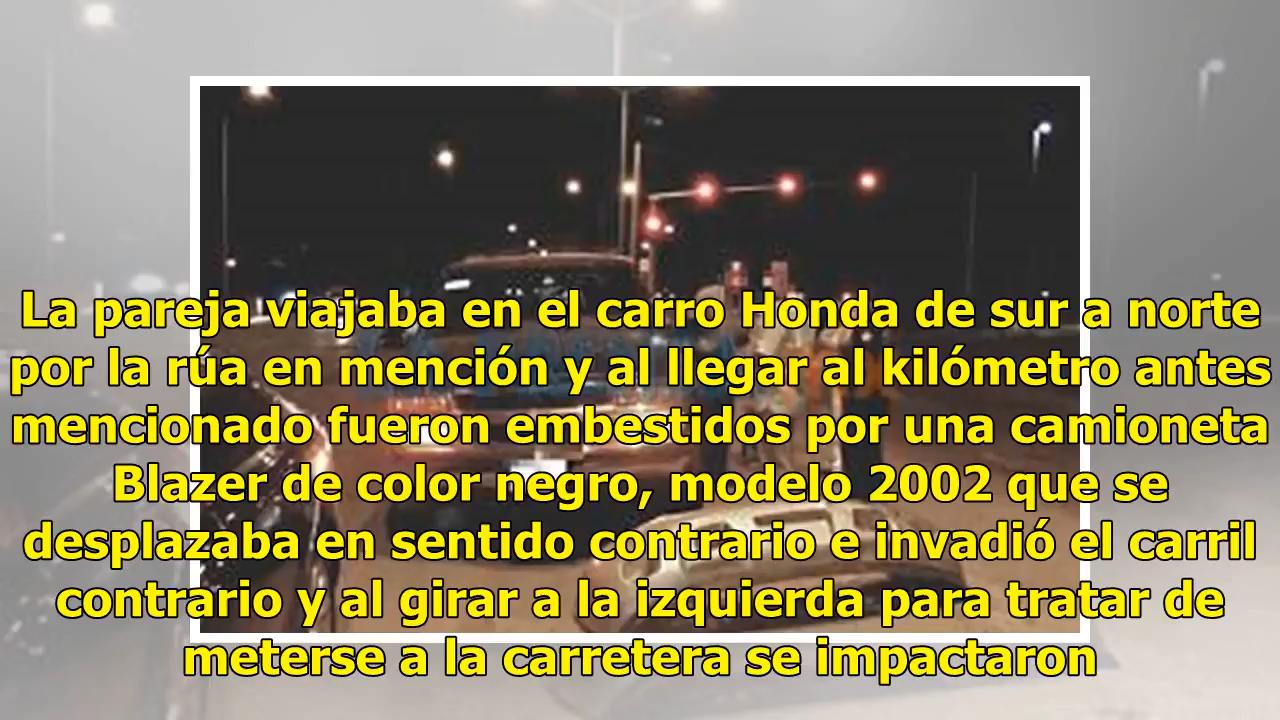 La pareja viajaba en el carro Honda de sur a norte
por la rúa en mención y al llegar al kilómetro antes
mencionado fueron embestidos por una camioneta
Blazer de color negro, modelo 2002 que se
desplazaba en sentido contrario e invadió el carril
contrario y al girar a la izquierda para tratar de
meterse a la carretera se impactaron